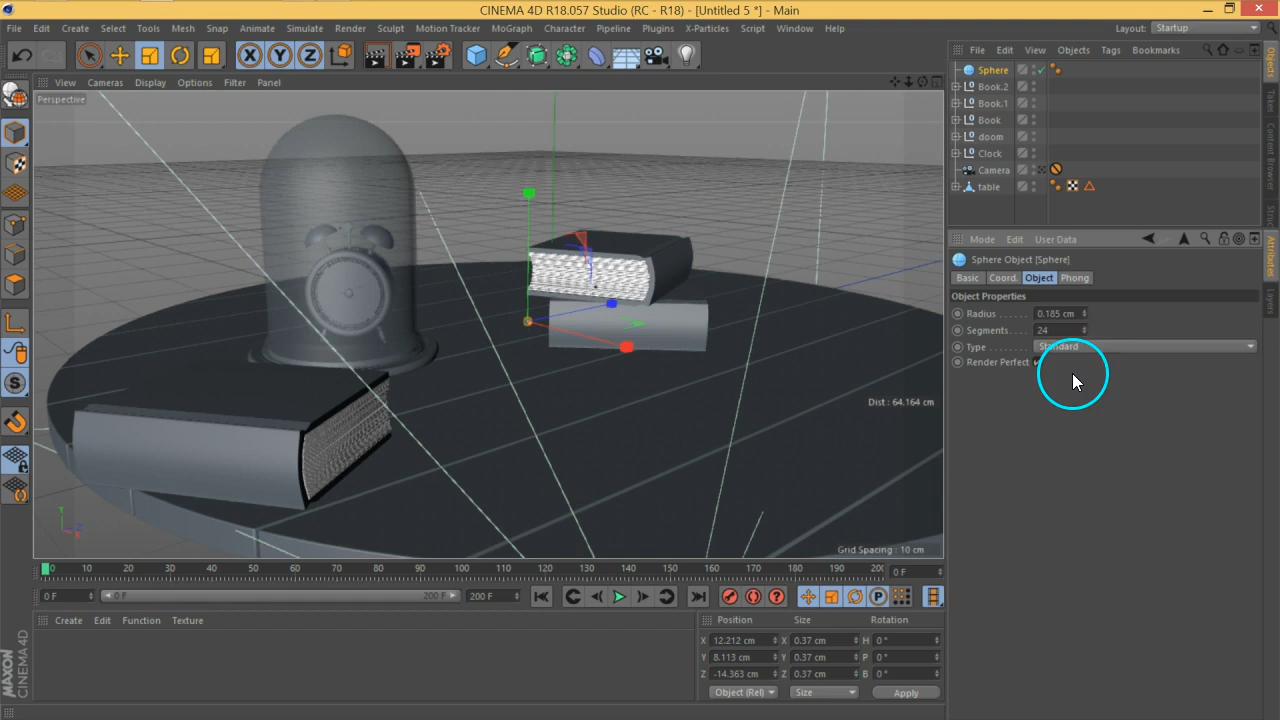 CINEMA 4D R18.057 Studio (RC - R18) - [Untitled 5 *] - Main
File Edit Create Select Tools Mesh Snap Animate Simulate Render Sculpt Motion Tracker MoGraph Character Pipeline Plugins X-Particles Script Window Help Layout: Startup
X Y Z
File Edit View Objects Tags Bookmarks
View Cameras Display Options Filter Panel
Perspective
Sphere
Book.2
Book.1
Book
doom
Clock
Camera
table
Objects
Takes
Content Browser
Attributes
Layers
Mode Edit User Data
Sphere Object [Sphere]
Basic Coord. Object Phong
Object Properties
Radius 0.185 cm
Segments 24
Type Standard
Render Perfect
Dist : 64.164 cm
Y
Z
X
Grid Spacing : 10 cm
0 10 20 30 40 50 60 70 80 90 100 110 120 130 140 150 160 170 180 190 200 0 F
0 F 0 F 200 F 200 F
Create Edit Function Texture
Position Size Rotation
X 12.212 cm X 0.37 cm H 0 °
Y 8.113 cm Y 0.37 cm P 0 °
Z -14.363 cm Z 0.37 cm B 0 °
Object (Rel) Size Apply
MAXON
CINEMA 4D